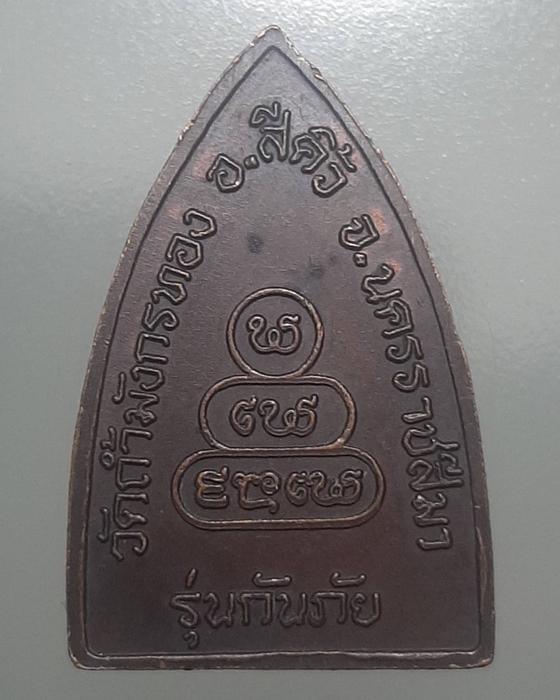 วัดถ้ำมังกรทอง อ.สีคิ้ว จ.นครราชสีมา
รุ่นกันภัย